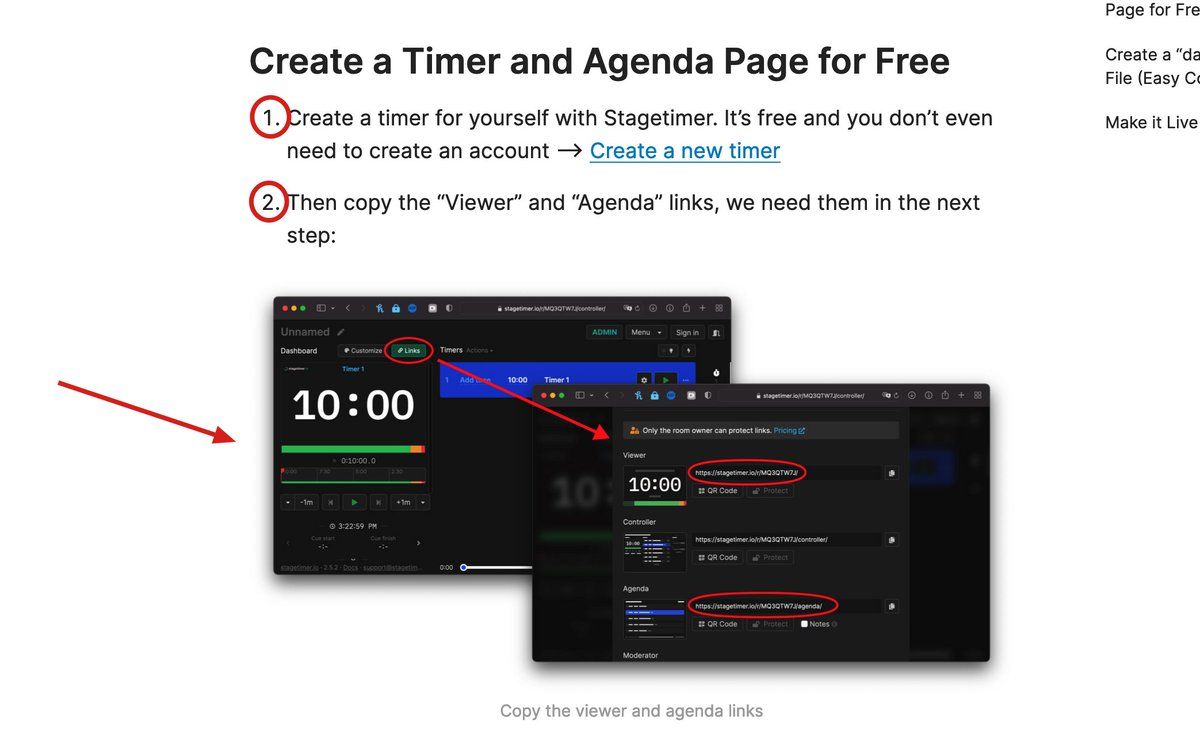 Page for Fre
Create a Timer and Agenda Page for Free
Create a “da
File (Easy Co
1. Create a timer for yourself with Stagetimer. It’s free and you don’t even
need to create an account → Create a new timer
Make it Live
2. Then copy the “Viewer” and “Agenda” links, we need them in the next
step:
stagetimer.io/r/MQ3QTW7J/controller/
Unnamed
ADMIN
Menu
Sign in
Dashboard
Customize
Links
Timers
Actions
Timer 1
1
10:00
Timer 1
10:00
0:10:00.0
7:30
5:00
2:30
-1m
+1m
3:22:59 PM
Cue start
Cue finish
-:-
-:-
stagetimer.io · 2.5.2 · Docs · support@stagetim...
0:00
stagetimer.io/r/MQ3QTW7J/controller/
Only the room owner can protect links. Pricing
Viewer
10:00
https://stagetimer.io/r/MQ3QTW7J/
QR Code
Protect
Controller
10:00
https://stagetimer.io/r/MQ3QTW7J/controller/
QR Code
Protect
Agenda
https://stagetimer.io/r/MQ3QTW7J/agenda/
QR Code
Protect
Notes
Moderator
Copy the viewer and agenda links